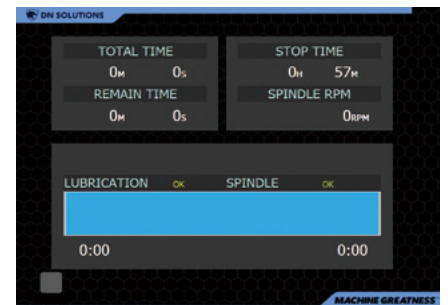 DN SOLUTIONS
TOTAL TIME
0M 0S
REMAIN TIME
0M 0S
STOP TIME
0H 57M
SPINDLE RPM
0RPM
LUBRICATION OK SPINDLE OK
0:00 0:00
MACHINE GREATNESS